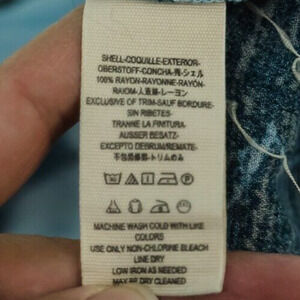 SHELL-COQUILLE-EXTERIOR-
OBERSTOFF-CONCHA-売-シェル
100% RAYON-RAYONNE-RAYON-
RAYOM-人造絲-レーヨン
EXCLUSIVE OF TRIM-SAUF BORDURE-
SIN RIBETES-
TRANNE LA FINITURA-
AUSSER BESATZ-
EXCEPTO DEBRUM/REMATE-
不包括修飾-トリムのみ
MACHINE WASH COLD WITH LIKE
COLORS
USE ONLY NON-CHLORINE BLEACH
LINE DRY
LOW IRON AS NEEDED
MAY BE DRY CLEANED